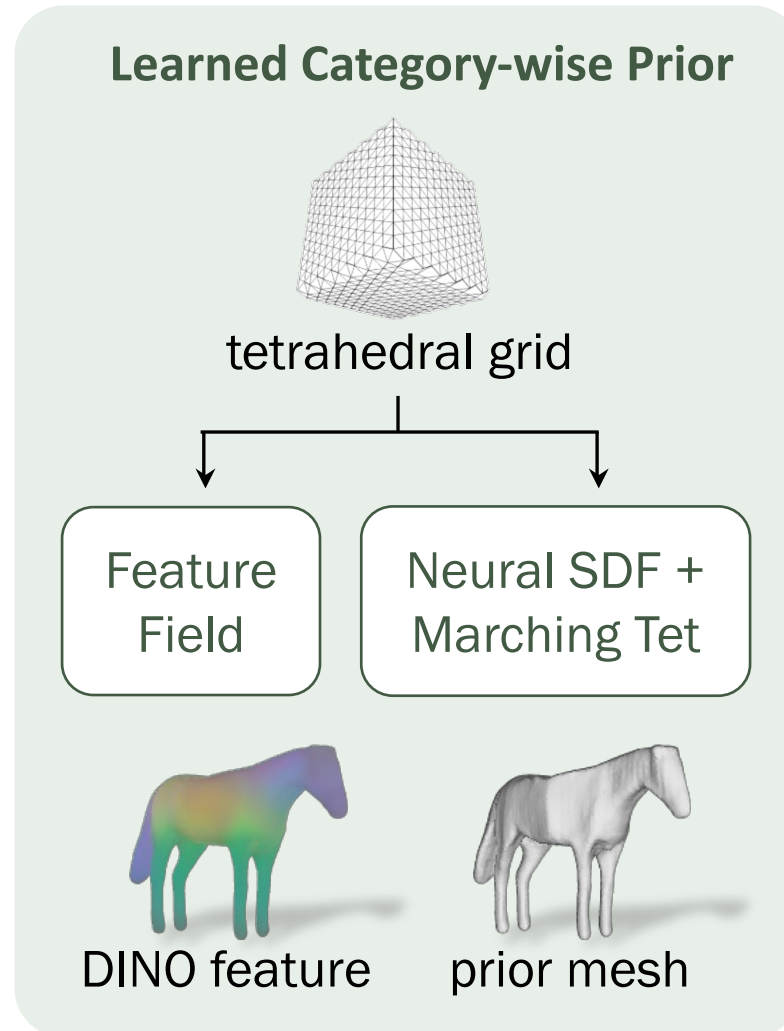 Learned Category-wise Prior
tetrahedral grid
Feature
Field
Neural SDF +
Marching Tet
DINO feature
prior mesh